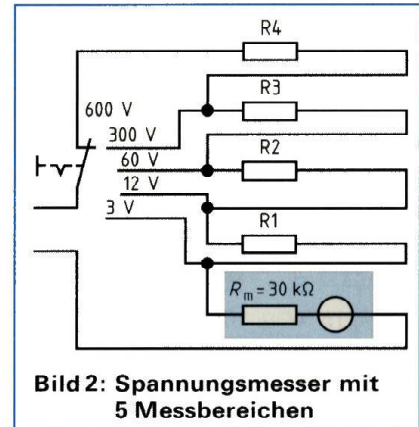 R4
600 V
R3
300 V
60 V
R2
12 V
3 V
R1
Rm = 30 kΩ
Bild 2: Spannungsmesser mit
5 Messbereichen